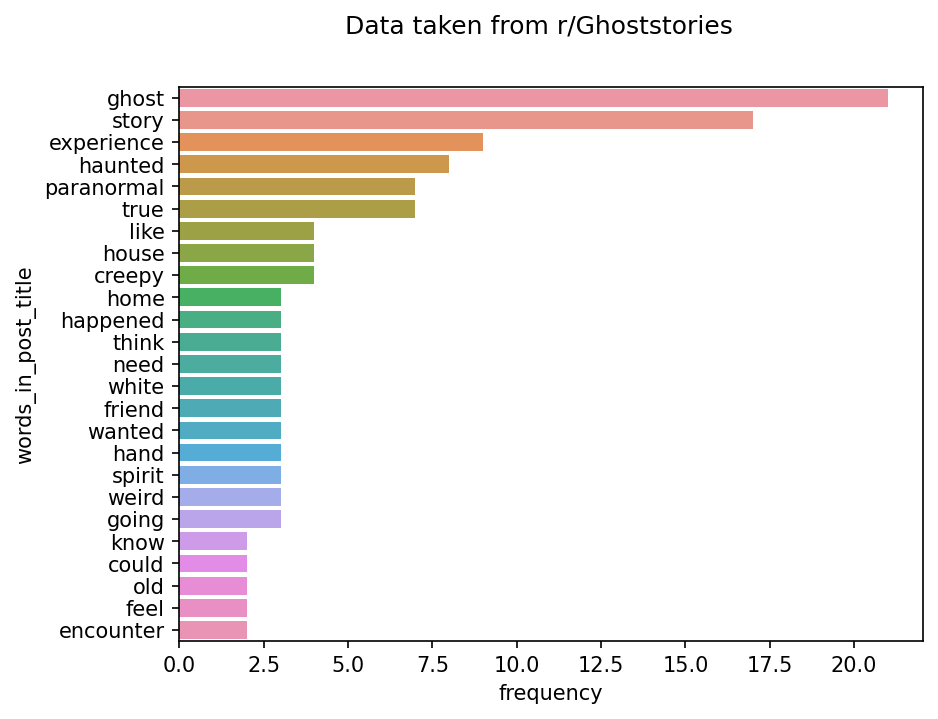 Data taken from r/Ghoststories
ghost
story
experience
haunted
paranormal
true
like
house
creepy
home
happened
think
need
white
friend
wanted
hand
spirit
weird
going
know
could
old
feel
encounter
words_in_post_title
0.0 2.5 5.0 7.5 10.0 12.5 15.0 17.5 20.0
frequency